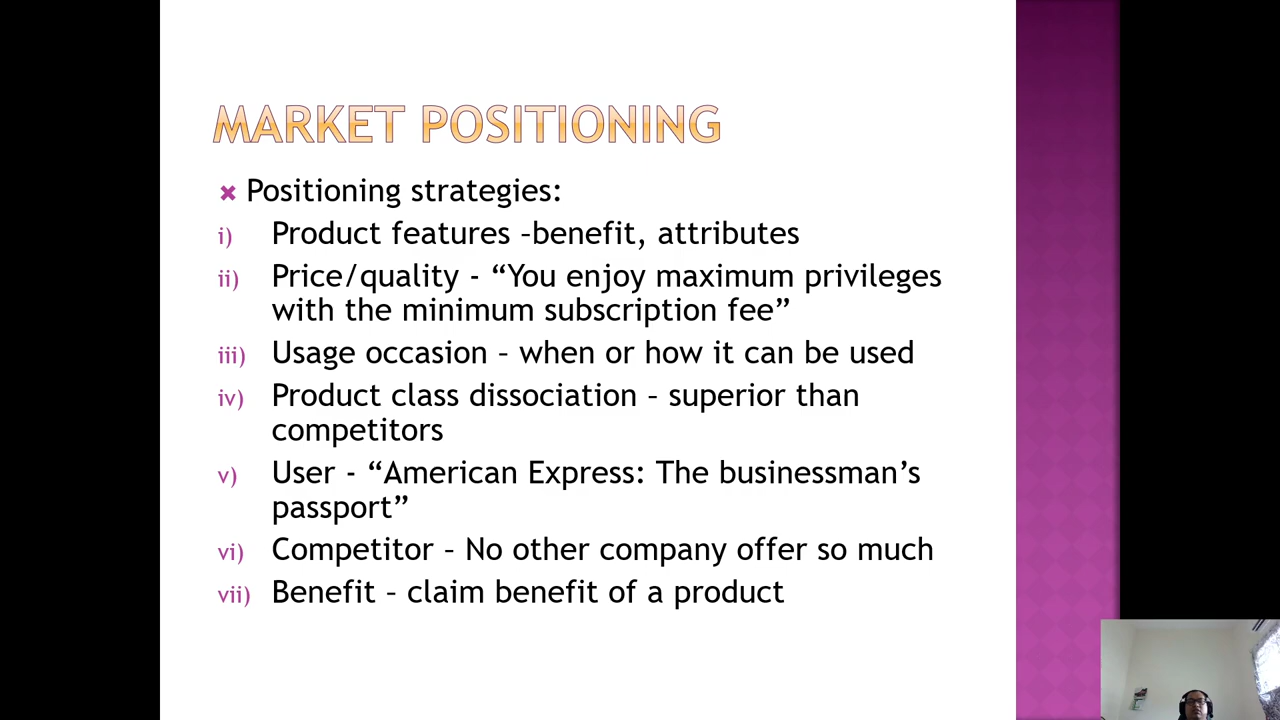 MARKET POSITIONING
Positioning strategies:
i) Product features –benefit, attributes
ii) Price/quality - “You enjoy maximum privileges
with the minimum subscription fee”
iii) Usage occasion – when or how it can be used
iv) Product class dissociation – superior than
competitors
v) User - “American Express: The businessman’s
passport”
vi) Competitor – No other company offer so much
vii) Benefit – claim benefit of a product